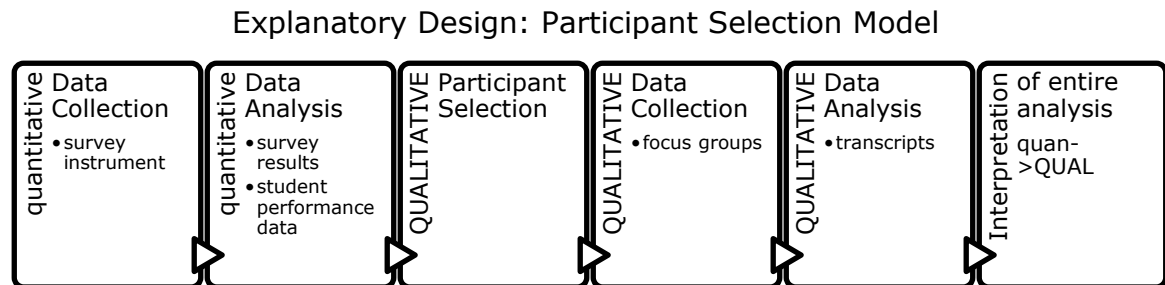 Explanatory Design: Participant Selection Model
quantitative
Data
Collection
•survey
instrument
quantitative
Data
Analysis
•survey
results
•student
performance
data
QUALITATIVE
Participant
Selection
QUALITATIVE
Data
Collection
•focus groups
QUALITATIVE
Data
Analysis
•transcripts
Interpretation
of entire
analysis
quan-
>QUAL